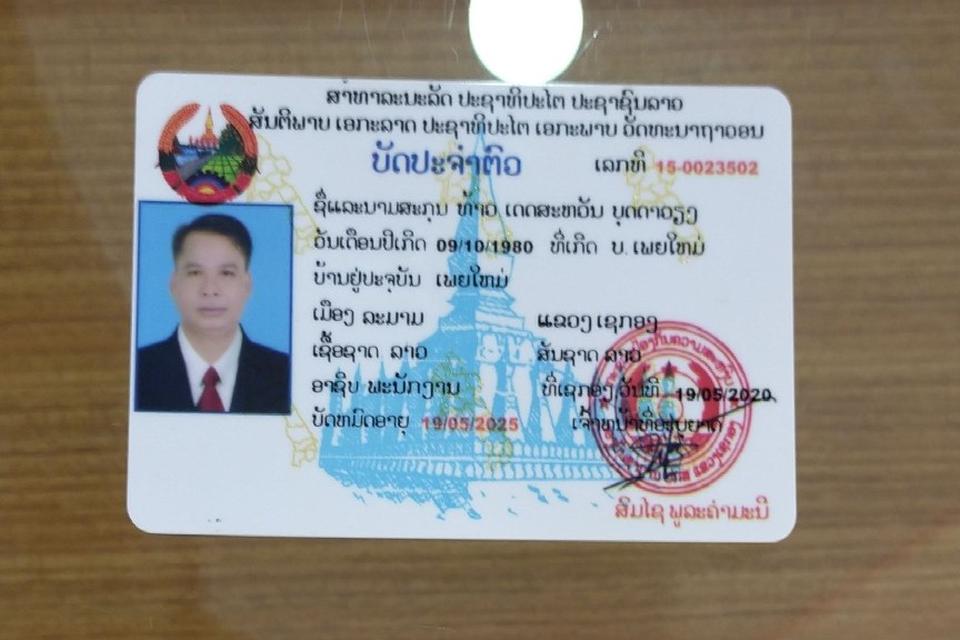 ສາທາລະນະລັດ ປະຊາທິປະໄຕ ປະຊາຊົນລາວ
ສັນຕິພາບ ເອກະລາດ ປະຊາທິປະໄຕ ເອກະພາບ ວັດທະນາຖາວອນ
ບັດປະຈຳຕົວ ເລກທີ 15-0023502
ຊື່ແລະນາມສະກຸນ ທ້າວ ເດດສະຫວັນ ບຸດດາວຽງ
ວັນເດືອນປີເກີດ 09/10/1980 ທີ່ເກີດ ບ. ເພຍໃຫມ່
ບ້ານຢູ່ປະຈຸບັນ ເພຍໃຫມ່
ເມືອງ ລະມາມ ແຂວງ ເຊກອງ
ເຊື້ອຊາດ ລາວ ສັນຊາດ ລາວ
ອາຊີບ ພະນັກງານ ທີ່ເຊກອງ/ວັນທີ 19/05/2020
ບັດຫມົດອາຍຸ 19/05/2025 ເຈົ້າຫນ້າທີ່ອະນຸຍາດ
ສົມໄຊ ພູລະຄຳມະນີ